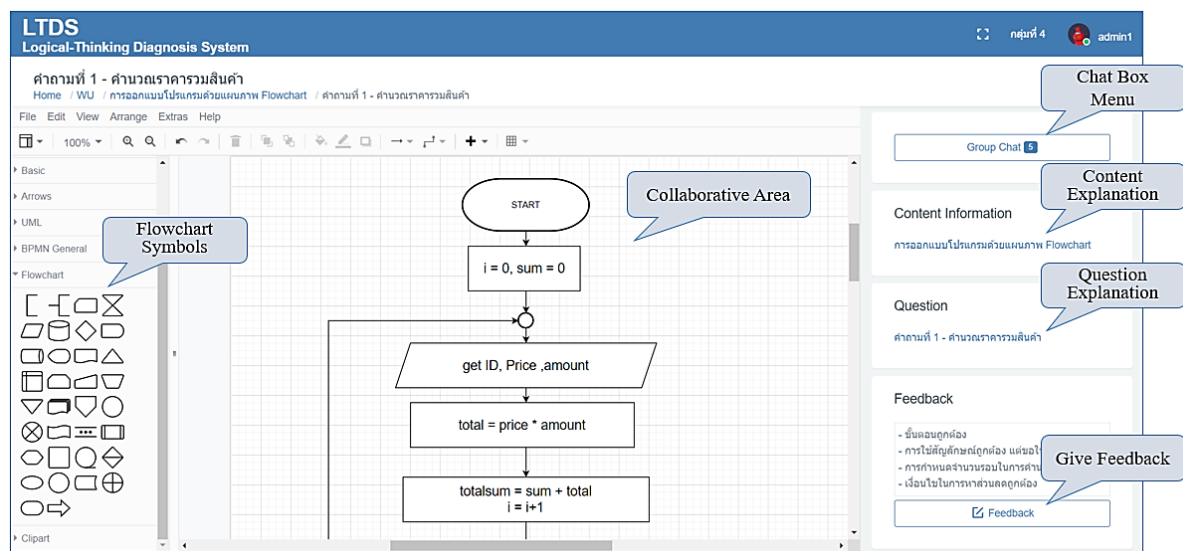 LTDS
Logical-Thinking Diagnosis System
กลุ่มที่ 4
admin1
คำถามที่ 1 - คำนวณราคารวมสินค้า
Home / WU / การออกแบบโปรแกรมด้วยแผนภาพ Flowchart / คำถามที่ 1 - คำนวณราคารวมสินค้า
File Edit View Arrange Extras Help
100%
Basic
Arrows
UML
BPMN General
Flowchart
Clipart
Flowchart
Symbols
START
i = 0, sum = 0
get ID, Price ,amount
total = price * amount
totalsum = sum + total
i = i+1
Collaborative Area
Chat Box
Menu
Group Chat 5
Content
Explanation
Content Information
การออกแบบโปรแกรมด้วยแผนภาพ Flowchart
Question
Explanation
Question
คำถามที่ 1 - คำนวณราคารวมสินค้า
Feedback
- ขั้นตอนถูกต้อง
- การใช้สัญลักษณ์ถูกต้อง แต่ขอ
- การกำหนดจำนวนรอบในการ
- เงื่อนไขในการหาส่วนลดถูกต้อง
Give Feedback
Feedback